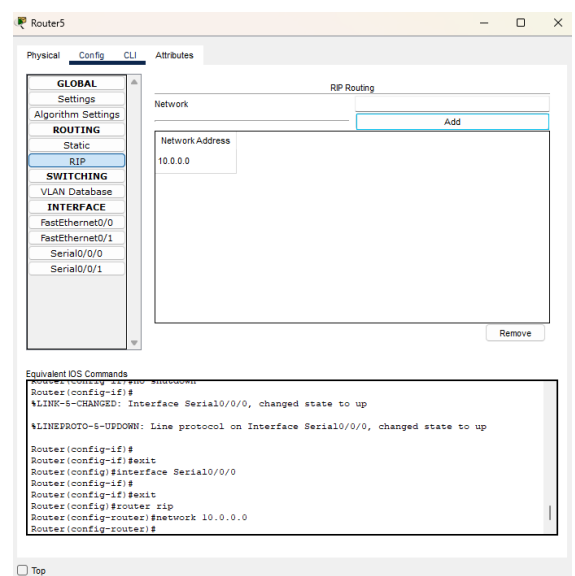 Router5
Physical Config CLI Attributes
GLOBAL
Settings
Algorithm Settings
ROUTING
Static
RIP
SWITCHING
VLAN Database
INTERFACE
FastEthernet0/0
FastEthernet0/1
Serial0/0/0
Serial0/0/1
RIP Routing
Network
Add
Network Address
10.0.0.0
Remove
Equivalent IOS Commands
Router(config-if)#no shutdown
Router(config-if)#
%LINK-5-CHANGED: Interface Serial0/0/0, changed state to up
%LINEPROTO-5-UPDOWN: Line protocol on Interface Serial0/0/0, changed state to up
Router(config-if)#
Router(config-if)#exit
Router(config)#interface Serial0/0/0
Router(config-if)#
Router(config-if)#exit
Router(config)#router rip
Router(config-router)#network 10.0.0.0
Router(config-router)#
Top